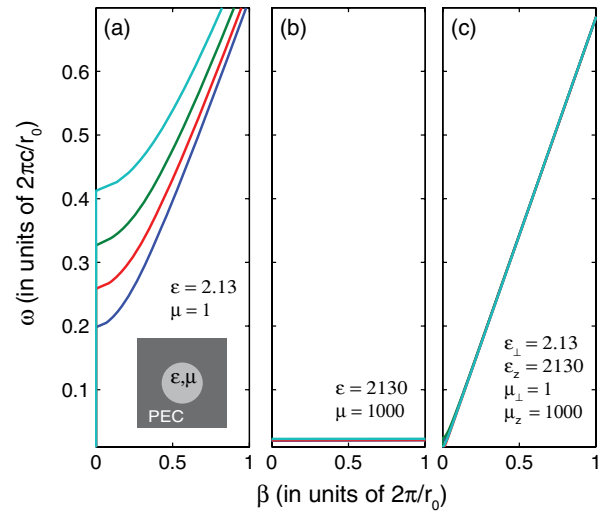 (a)
(b)
(c)
ω (in units of 2πc/r₀)
0.6
0.5
0.4
0.3
0.2
0.1
ε = 2.13
μ = 1
ε,μ
PEC
ε = 2130
μ = 1000
ε⊥ = 2.13
ε_z = 2130
μ⊥ = 1
μ_z = 1000
0 0.5 1 0 0.5 1 0 0.5 1
β (in units of 2π/r₀)